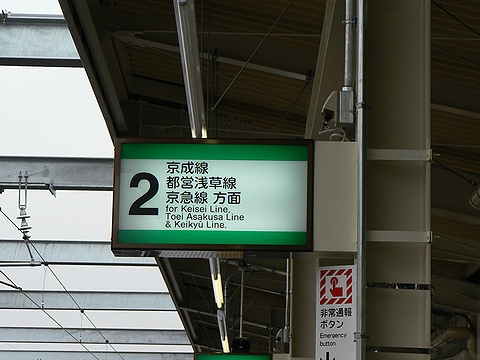 2
京成線
都営浅草線
京急線 方面
for Keisei Line,
Toei Asakusa Line
& Keikyū Line.
非常通報
ボタン
Emergency
button